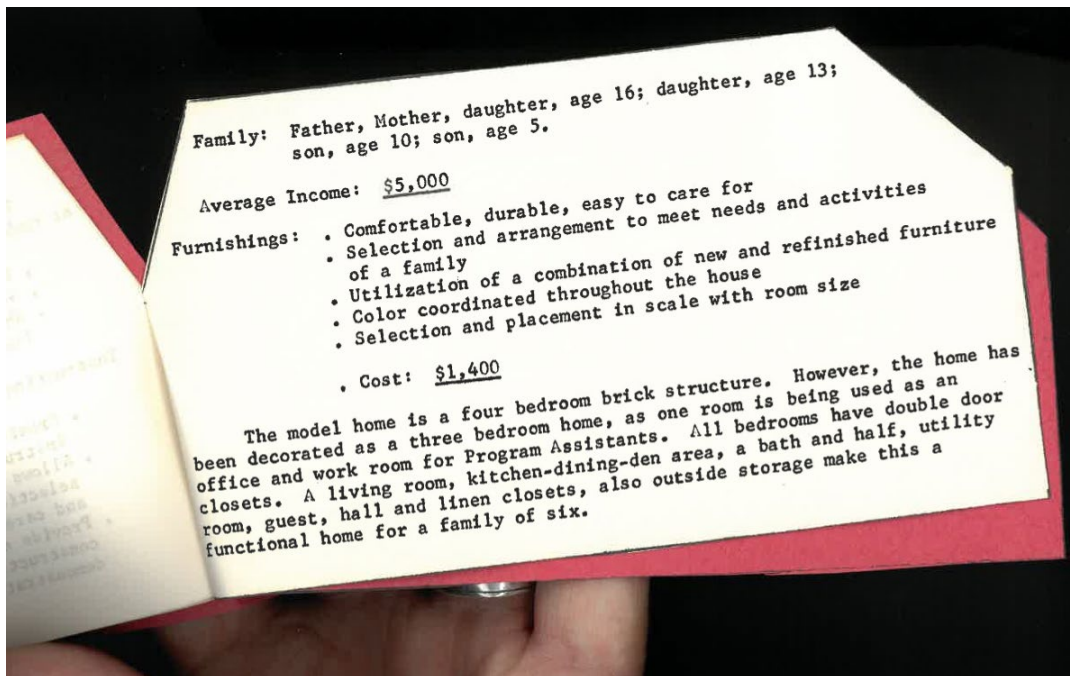 Family: Father, Mother, daughter, age 16; daughter, age 13;
son, age 10; son, age 5.
Average Income: $5,000
Furnishings: . Comfortable, durable, easy to care for
. Selection and arrangement to meet needs and activities
of a family
. Utilization of a combination of new and refinished furniture
. Color coordinated throughout the house
. Selection and placement in scale with room size
. Cost: $1,400
The model home is a four bedroom brick structure. However, the home has
been decorated as a three bedroom home, as one room is being used as an
office and work room for Program Assistants. All bedrooms have double door
closets. A living room, kitchen-dining-den area, a bath and half, utility
room, guest, hall and linen closets, also outside storage make this a
functional home for a family of six.